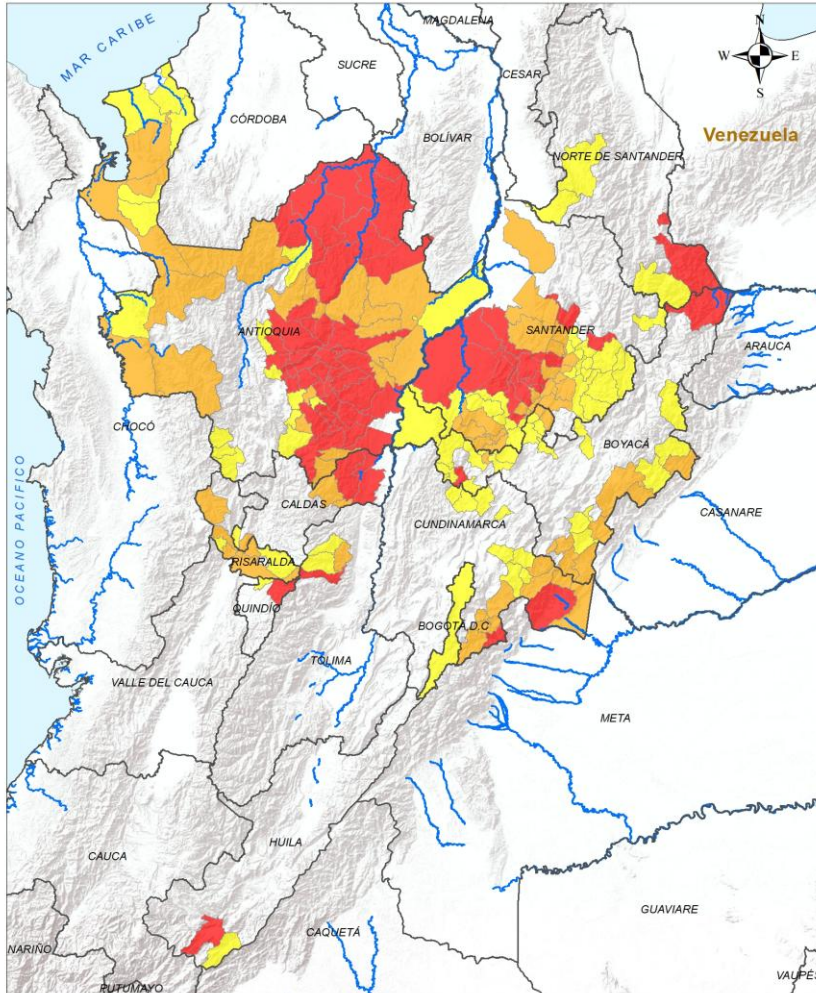 MAGDALENA
N
MAR CARIBE
SUCRE
CESAR
W
E
S
CÓRDOBA
BOLÍVAR
Venezuela
NORTE DE SANTANDER
ANTIOQUIA
SANTANDER
ARAUCA
CHOCÓ
BOYACÁ
OCEANO PACIFICO
CALDAS
CUNDINAMARCA
CASANARE
RISARALDA
QUINDÍO
BOGOTÁ, D.C
TOLIMA
VALLE DEL CAUCA
META
HUILA
CAUCA
GUAVIARE
CAQUETÁ
NARIÑO
PUTUMAYO
VAUPÉS